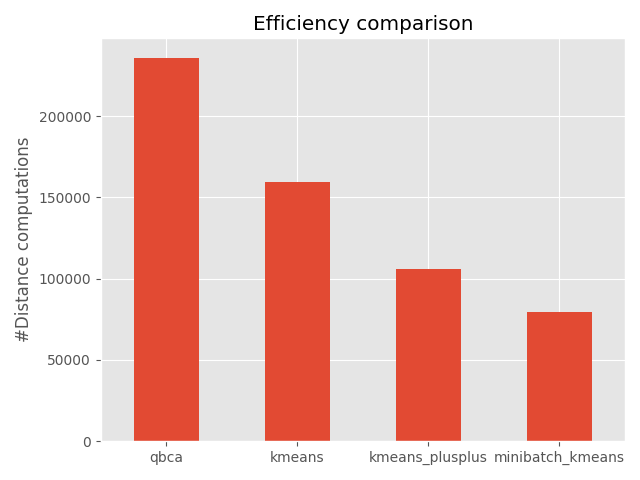 Efficiency comparison
#Distance computations
200000
150000
100000
50000
0
qbca kmeans kmeans_plusplus minibatch_kmeans